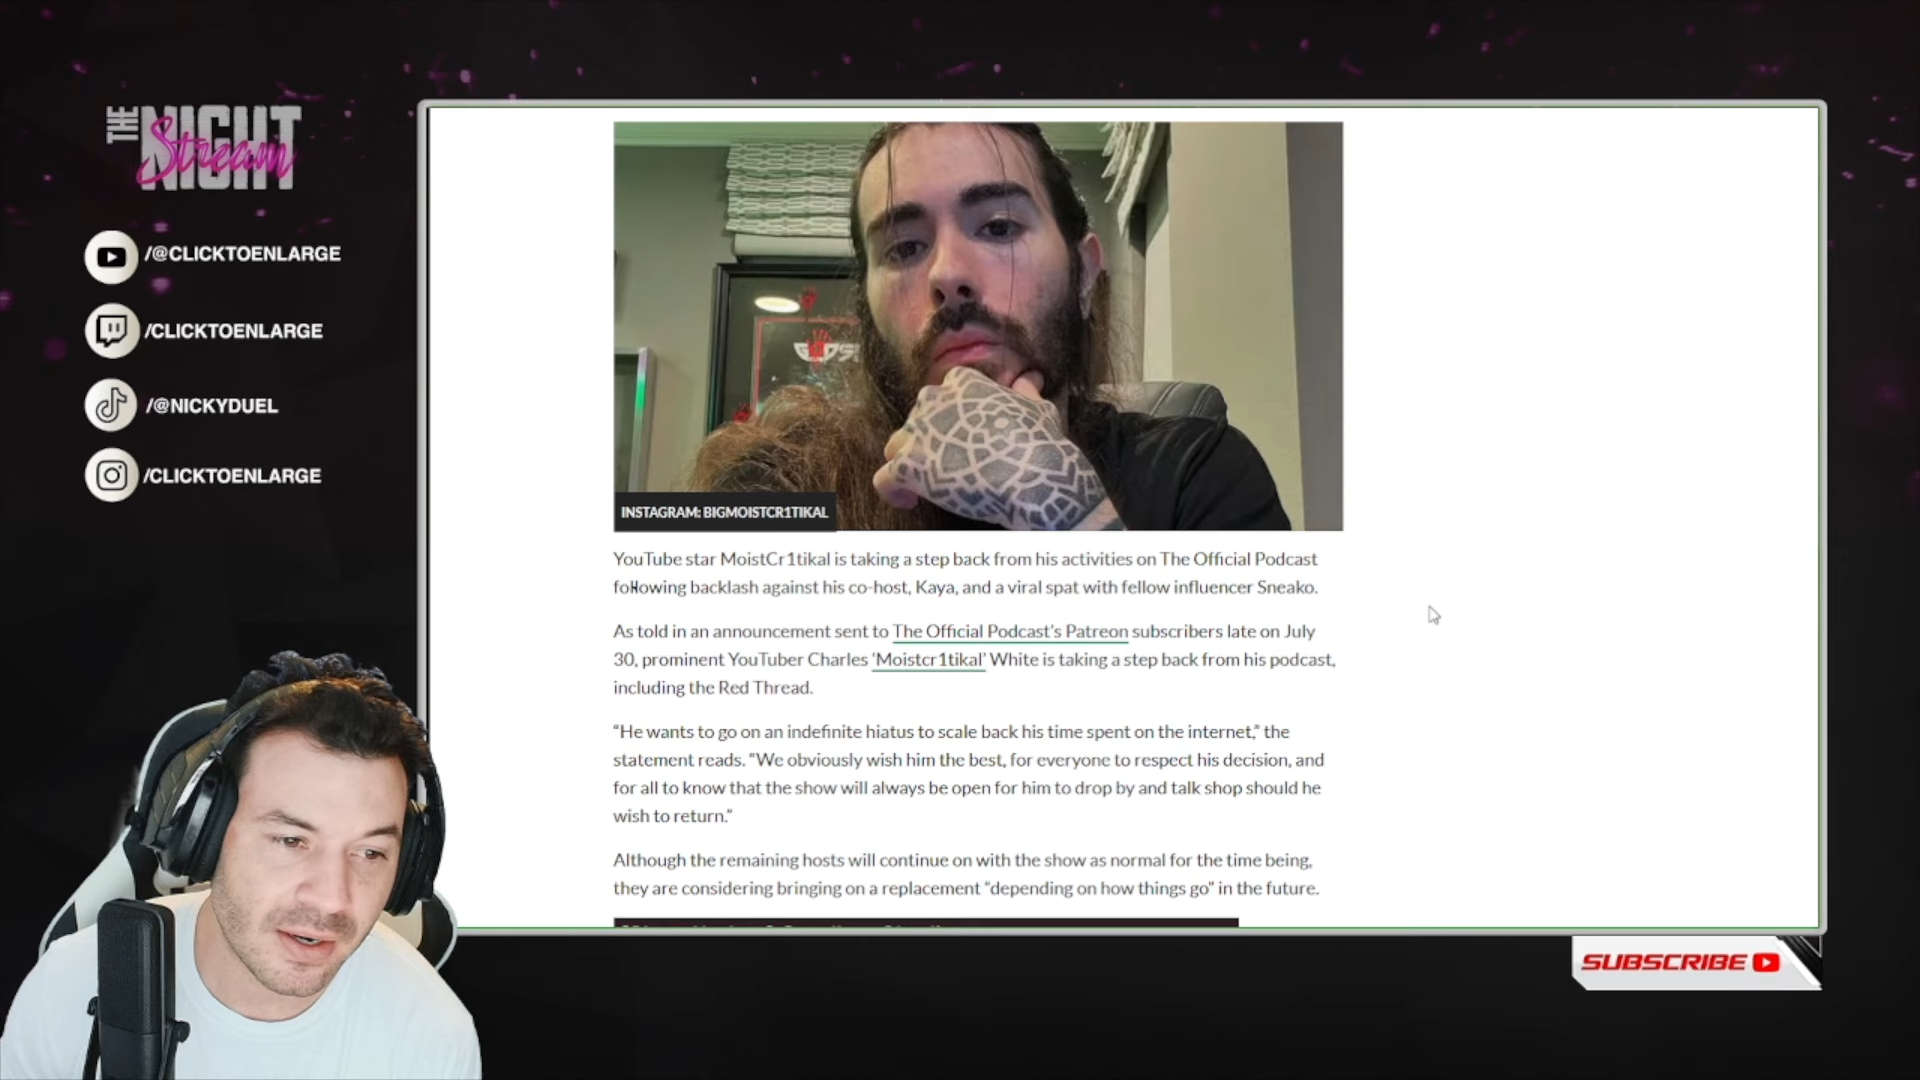 THE
NIGHT
Stream
/@CLICKTOENLARGE
/CLICKTOENLARGE
/@NICKYDUEL
/CLICKTOENLARGE
INSTAGRAM: BIGMOISTCR1TIKAL
YouTube star MoistCr1tikal is taking a step back from his activities on The Official Podcast
following backlash against his co-host, Kaya, and a viral spat with fellow influencer Sneako.
As told in an announcement sent to The Official Podcast's Patreon subscribers late on July
30, prominent YouTuber Charles 'Moistcr1tikal' White is taking a step back from his podcast,
including the Red Thread.
“He wants to go on an indefinite hiatus to scale back his time spent on the internet,” the
statement reads. “We obviously wish him the best, for everyone to respect his decision, and
for all to know that the show will always be open for him to drop by and talk shop should he
wish to return.”
Although the remaining hosts will continue on with the show as normal for the time being,
they are considering bringing on a replacement “depending on how things go” in the future.
SUBSCRIBE